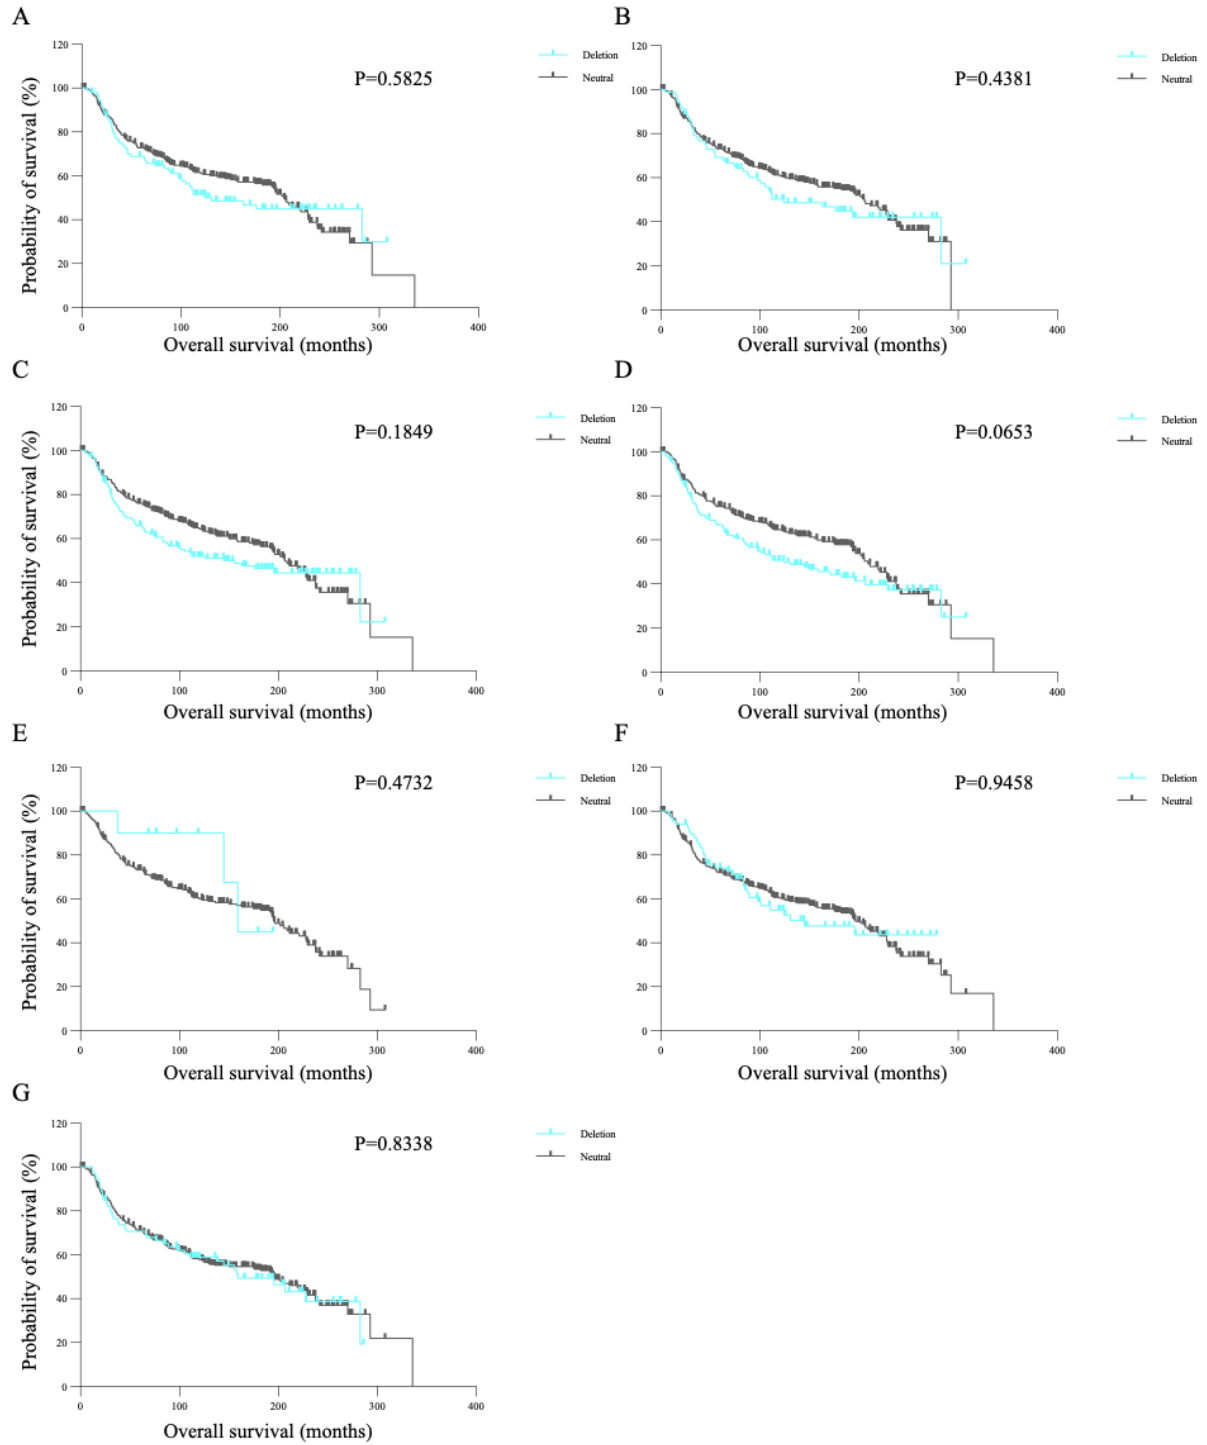 A
B
120
100
80
60
40
20
0
Probability of survival (%)
P=0.5825
Deletion
Neutral
0 100 200 300 400
Overall survival (months)
120
100
80
60
40
20
0
P=0.4381
Deletion
Neutral
0 100 200 300 400
Overall survival (months)
C
D
120
100
80
60
40
20
0
Probability of survival (%)
P=0.1849
Deletion
Neutral
0 100 200 300 400
Overall survival (months)
120
100
80
60
40
20
0
P=0.0653
Deletion
Neutral
0 100 200 300 400
Overall survival (months)
E
F
120
100
80
60
40
20
0
Probability of survival (%)
P=0.4732
Deletion
Neutral
0 100 200 300 400
Overall survival (months)
120
100
80
60
40
20
0
P=0.9458
Deletion
Neutral
0 100 200 300 400
Overall survival (months)
G
120
100
80
60
40
20
0
Probability of survival (%)
P=0.8338
Deletion
Neutral
0 100 200 300 400
Overall survival (months)